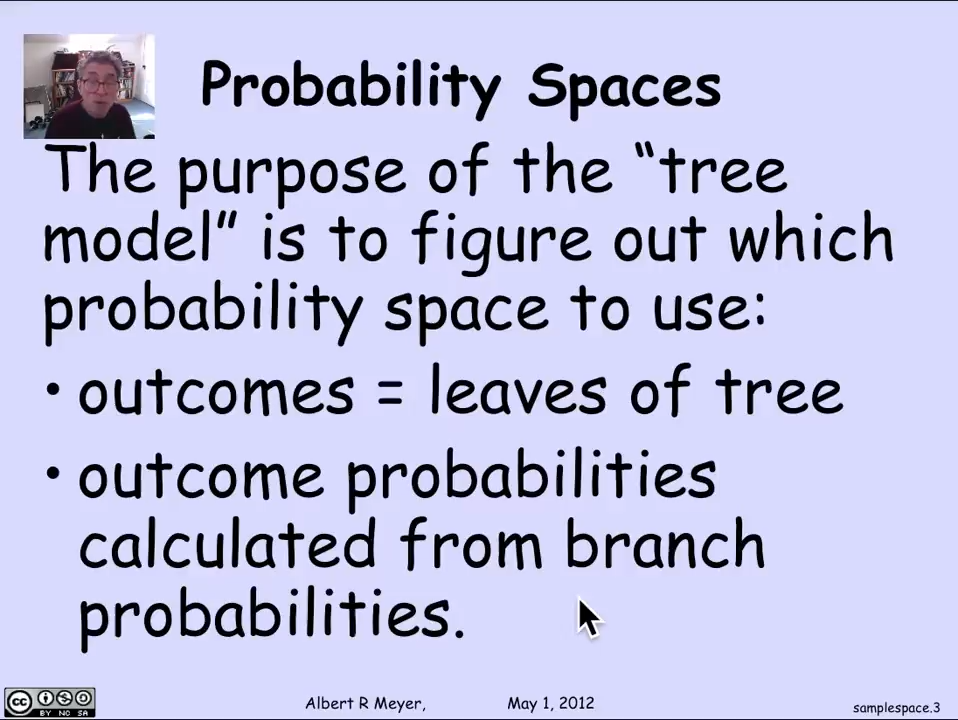 Probability Spaces
The purpose of the “tree
model” is to figure out which
probability space to use:
• outcomes = leaves of tree
• outcome probabilities
calculated from branch
probabilities.
cc BY NC SA
Albert R Meyer, May 1, 2012
samplespace.3